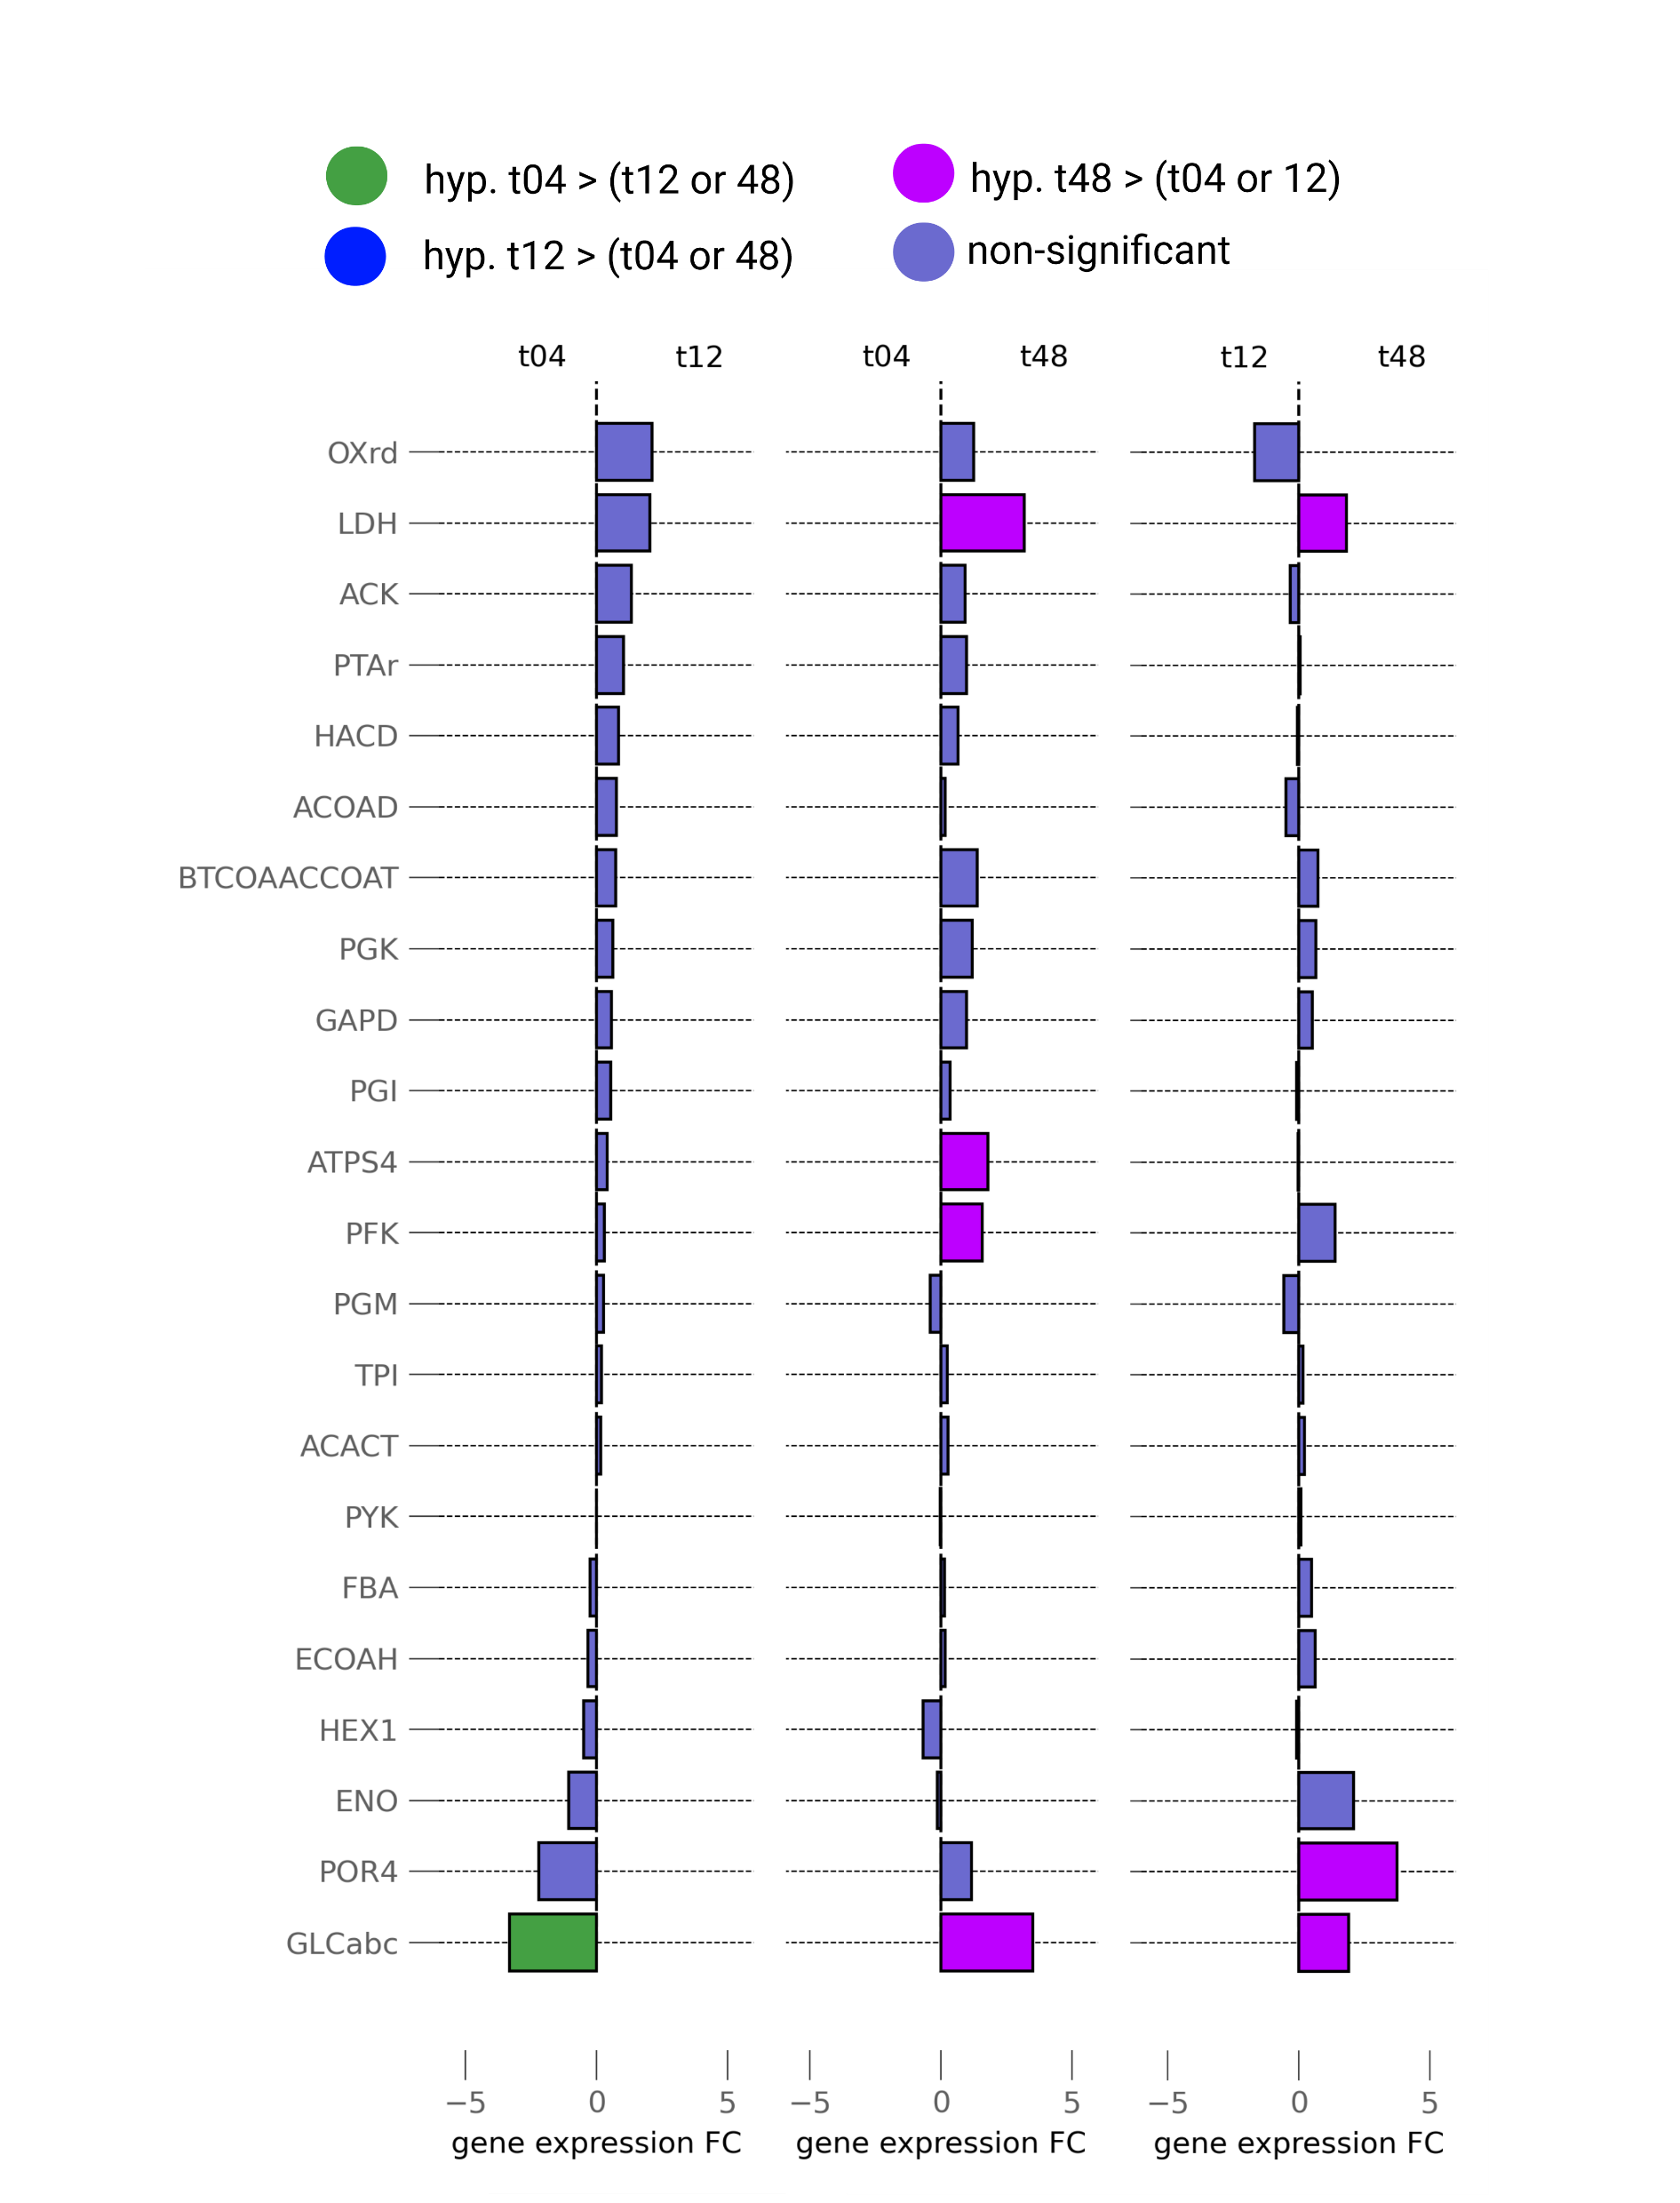 hyp. t04 > (t12 or 48)
hyp. t48 > (t04 or 12)
hyp. t12 > (t04 or 48)
non-significant
t04 t12 t04 t48 t12 t48
OXrd
LDH
ACK
PTAr
HACD
ACOAD
BTCOAACCOAT
PGK
GAPD
PGI
ATPS4
PFK
PGM
TPI
ACACT
PYK
FBA
ECOAH
HEX1
ENO
POR4
GLCabc
−5 0 5 −5 0 5 −5 0 5
gene expression FC gene expression FC gene expression FC